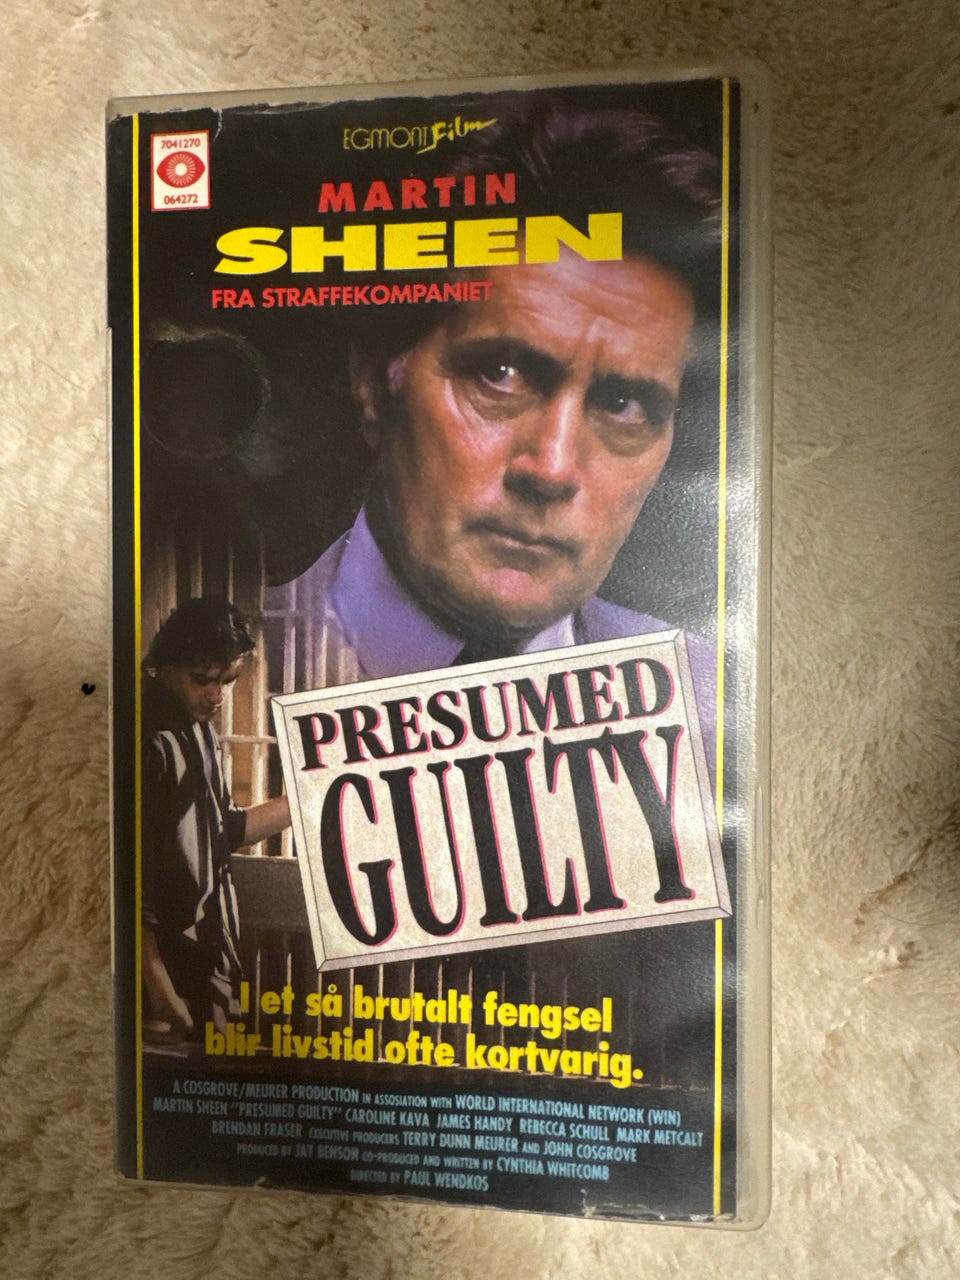 7041270
064272
EGMONT Film
MARTIN
SHEEN
FRA STRAFFEKOMPANIET
PRESUMED
GUILTY
I et så brutalt fengsel
blir livstid ofte kortvarig.
A COSGROVE/MEURER PRODUCTION IN ASSOSIATION WITH WORLD INTERNATIONAL NETWORK (WIN)
MARTIN SHEEN "PRESUMED GUILTY" CAROLINE KAVA JAMES HANDY REBECCA SCHULL MARK METCALT
BRENDAN FRASER EXECUTIVE PRODUCERS TERRY DUNN MEURER AND JOHN COSGROVE
PRODUCED BY JAY BENSON CO-PRODUCED AND WRITTEN BY CYNTHIA WHITCOMB
DIRECTED BY PAUL WENDKOS